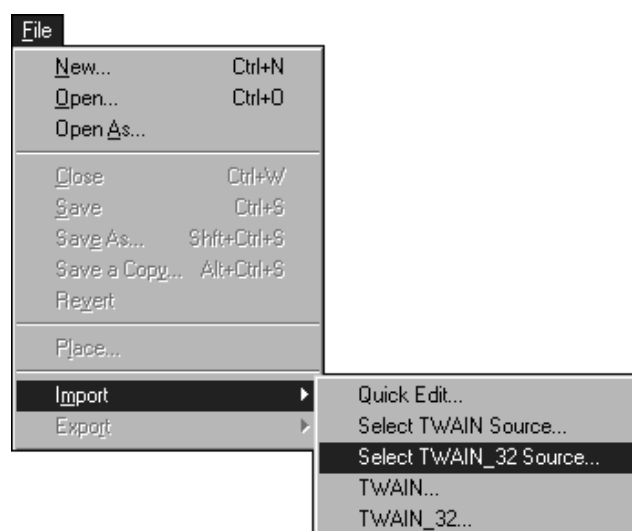 File
New... Ctrl+N
Open... Ctrl+O
Open As...
Close Ctrl+W
Save Ctrl+S
Save As... Shft+Ctrl+S
Save a Copy... Alt+Ctrl+S
Revert
Place...
Import
Export
Quick Edit...
Select TWAIN Source...
Select TWAIN_32 Source...
TWAIN...
TWAIN_32...